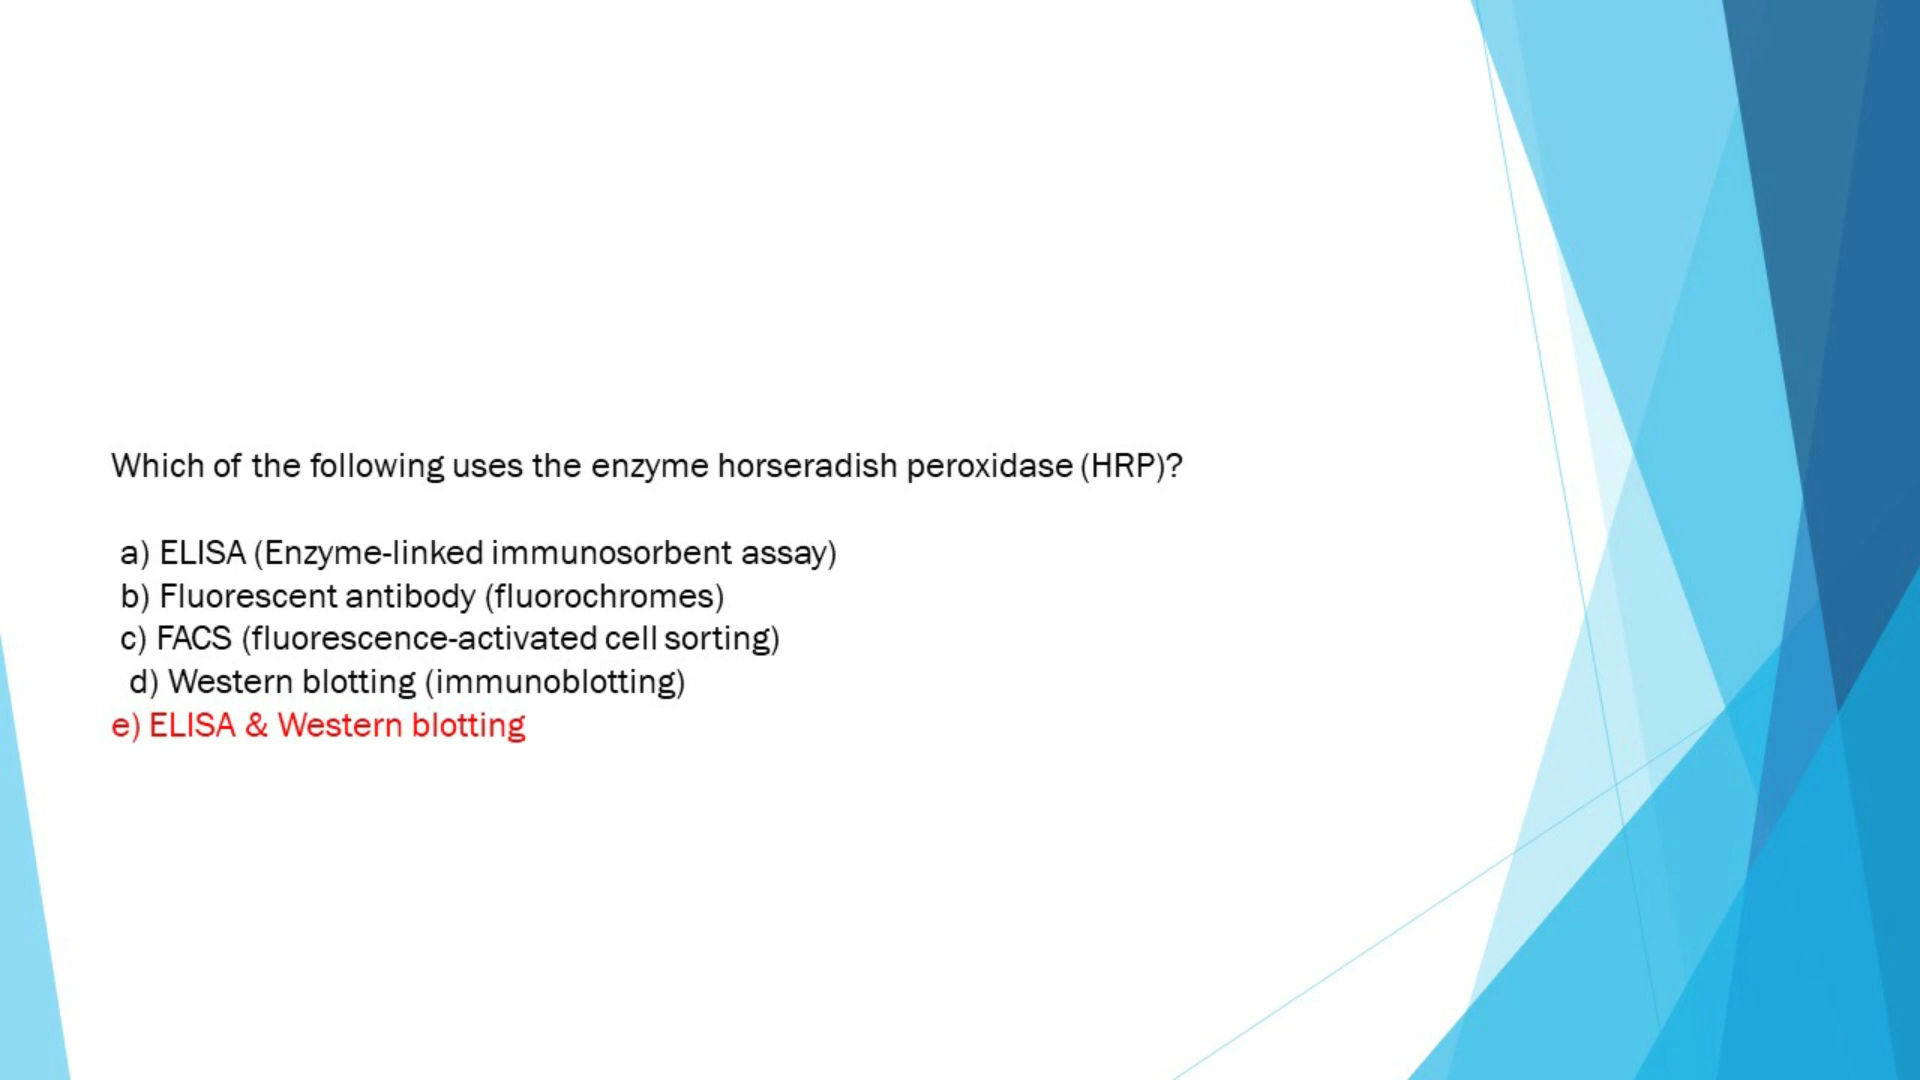 Which of the following uses the enzyme horseradish peroxidase (HRP)?
a) ELISA (Enzyme-linked immunosorbent assay)
b) Fluorescent antibody (fluorochromes)
c) FACS (fluorescence-activated cell sorting)
d) Western blotting (immunoblotting)
e) ELISA & Western blotting